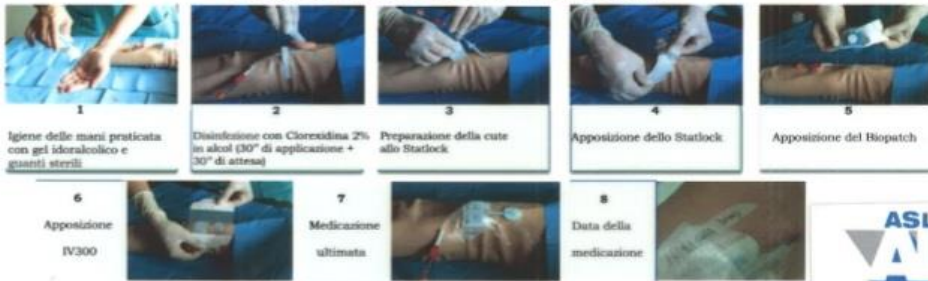 1
Igiene delle mani praticata
con gel idoralcolico e
guanti sterili
2
Disinfezione con Clorexidina 2%
in alcol (30" di applicazione +
30" di attesa)
3
Preparazione della cute
allo Statlock
4
Apposizione dello Statlock
5
Apposizione del Biopatch
6
Apposizione
IV300
7
Medicazione
ultimata
8
Data della
medicazione
ASL